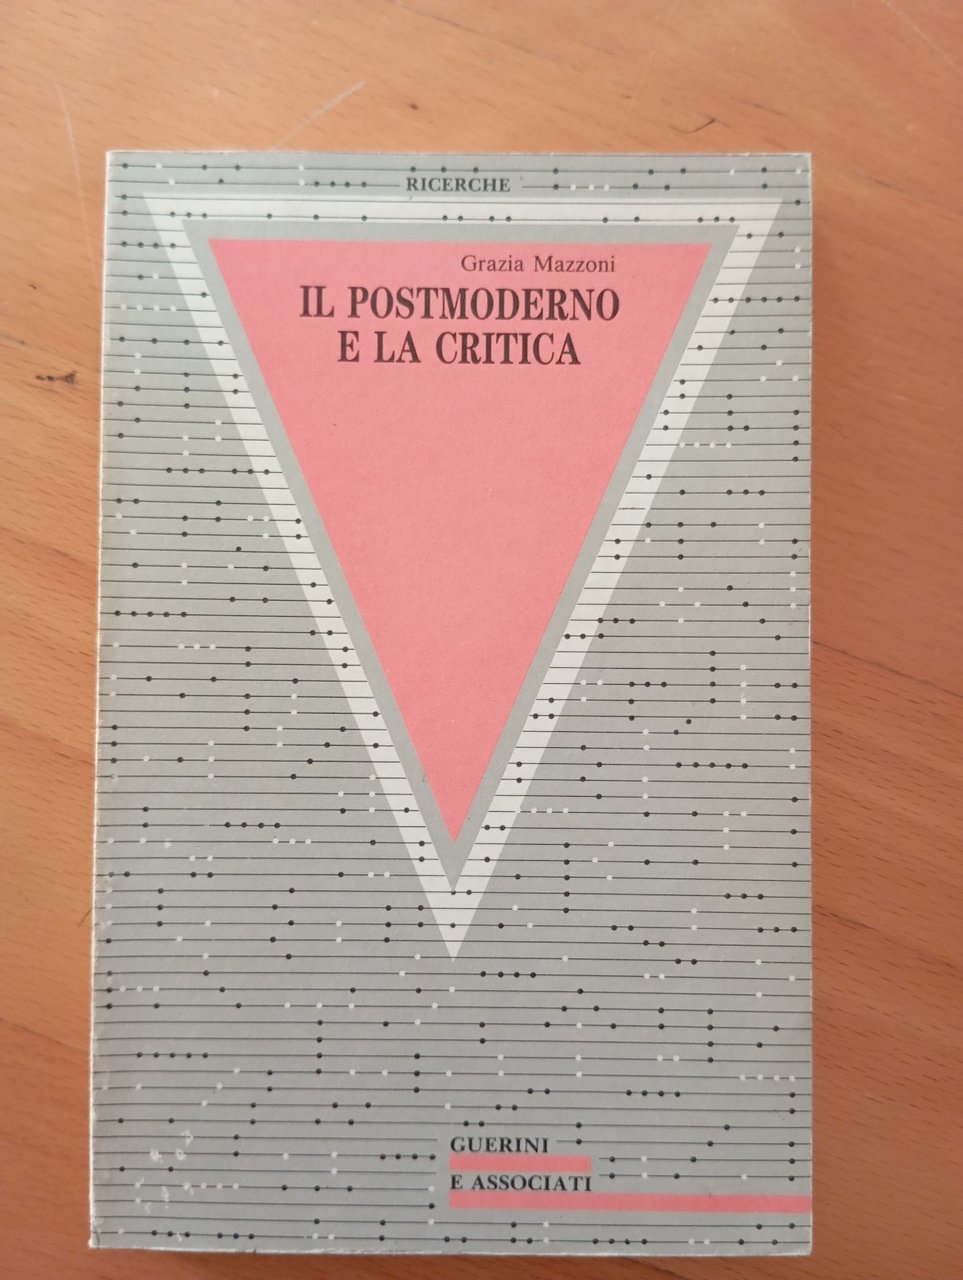 RICERCHE
Grazia Mazzoni
IL POSTMODERNO
E LA CRITICA
GUERINI
E ASSOCIATI